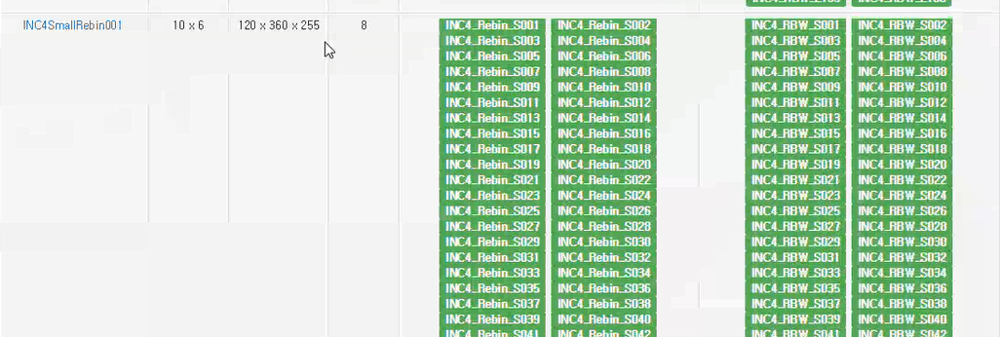 INC4SmallRebin001 10 x 6 120 x 360 x 255 8 INC4_Rebin_S001 INC4_Rebin_S002 INC4_RBW_S001 INC4_RBW_S002
INC4_Rebin_S003 INC4_Rebin_S004 INC4_RBW_S003 INC4_RBW_S004
INC4_Rebin_S005 INC4_Rebin_S006 INC4_RBW_S005 INC4_RBW_S006
INC4_Rebin_S007 INC4_Rebin_S008 INC4_RBW_S007 INC4_RBW_S008
INC4_Rebin_S009 INC4_Rebin_S010 INC4_RBW_S009 INC4_RBW_S010
INC4_Rebin_S011 INC4_Rebin_S012 INC4_RBW_S011 INC4_RBW_S012
INC4_Rebin_S013 INC4_Rebin_S014 INC4_RBW_S013 INC4_RBW_S014
INC4_Rebin_S015 INC4_Rebin_S016 INC4_RBW_S015 INC4_RBW_S016
INC4_Rebin_S017 INC4_Rebin_S018 INC4_RBW_S017 INC4_RBW_S018
INC4_Rebin_S019 INC4_Rebin_S020 INC4_RBW_S019 INC4_RBW_S020
INC4_Rebin_S021 INC4_Rebin_S022 INC4_RBW_S021 INC4_RBW_S022
INC4_Rebin_S023 INC4_Rebin_S024 INC4_RBW_S023 INC4_RBW_S024
INC4_Rebin_S025 INC4_Rebin_S026 INC4_RBW_S025 INC4_RBW_S026
INC4_Rebin_S027 INC4_Rebin_S028 INC4_RBW_S027 INC4_RBW_S028
INC4_Rebin_S029 INC4_Rebin_S030 INC4_RBW_S029 INC4_RBW_S030
INC4_Rebin_S031 INC4_Rebin_S032 INC4_RBW_S031 INC4_RBW_S032
INC4_Rebin_S033 INC4_Rebin_S034 INC4_RBW_S033 INC4_RBW_S034
INC4_Rebin_S035 INC4_Rebin_S036 INC4_RBW_S035 INC4_RBW_S036
INC4_Rebin_S037 INC4_Rebin_S038 INC4_RBW_S037 INC4_RBW_S038
INC4_Rebin_S039 INC4_Rebin_S040 INC4_RBW_S039 INC4_RBW_S040
INC4_Rebin_S041 INC4_Rebin_S042 INC4_RBW_S041 INC4_RBW_S042